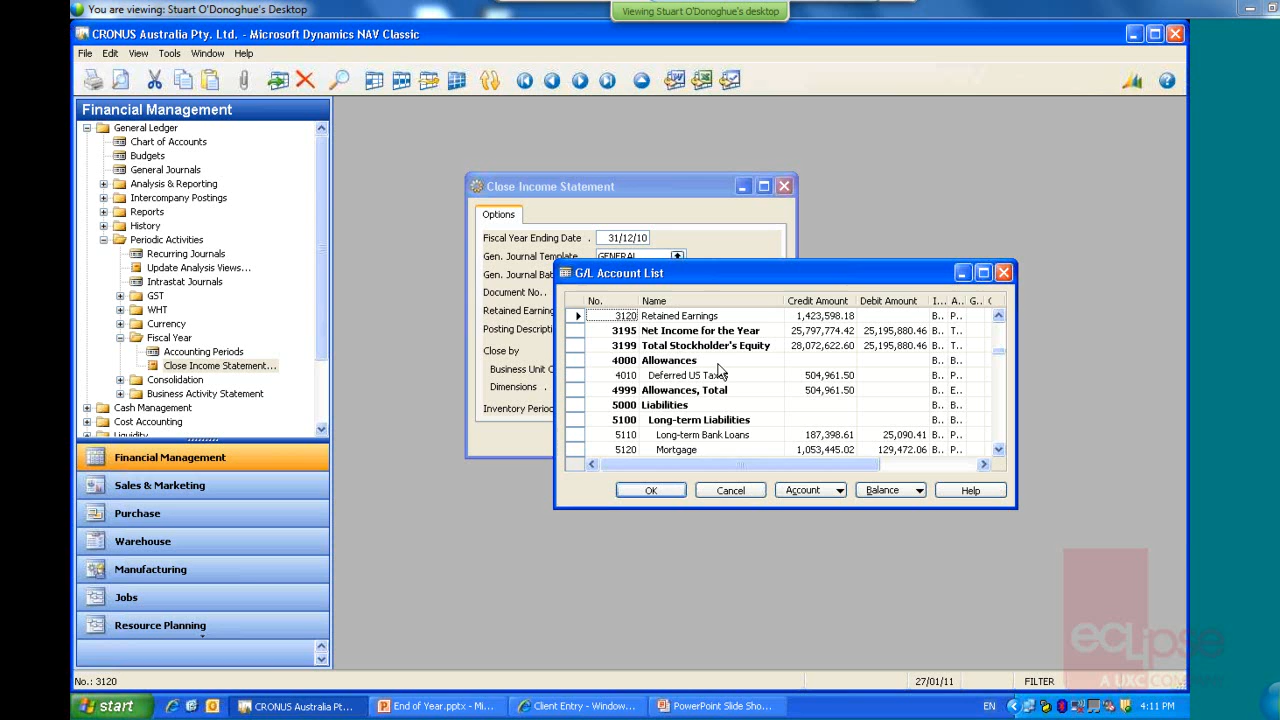 You are viewing: Stuart O'Donoghue's Desktop
Viewing Stuart O'Donoghue's desktop
CRONUS Australia Pty. Ltd. - Microsoft Dynamics NAV Classic
File Edit View Tools Window Help
Financial Management
General Ledger
Chart of Accounts
Budgets
General Journals
Analysis & Reporting
Intercompany Postings
Reports
History
Periodic Activities
Recurring Journals
Update Analysis Views...
Intrastat Journals
GST
WHT
Currency
Fiscal Year
Accounting Periods
Close Income Statement...
Consolidation
Business Activity Statement
Cash Management
Cost Accounting
Liquidity
Financial Management
Sales & Marketing
Purchase
Warehouse
Manufacturing
Jobs
Resource Planning
Close Income Statement
Options
Fiscal Year Ending Date . 31/12/10
Gen. Journal Template GENERAL
Gen. Journal Bat
Document No. .
Retained Earning
Posting Descripti
Close by
Business Unit C
Dimensions .
Inventory Perioc
G/L Account List
No. Name Credit Amount Debit Amount I... A.. G..
3120 Retained Earnings 1,423,598.18 B.. P..
3195 Net Income for the Year 25,797,774.42 25,195,880.46 B.. T..
3199 Total Stockholder's Equity 28,072,622.60 25,195,880.46 B.. T..
4000 Allowances B.. B..
4010 Deferred US Taxes 504,961.50 B.. P..
4999 Allowances, Total 504,961.50 B.. E..
5000 Liabilities B.. B..
5100 Long-term Liabilities B.. B..
5110 Long-term Bank Loans 187,398.61 25,090.41 B.. P..
5120 Mortgage 1,053,445.02 129,472.06 B.. P..
OK Cancel Account Balance Help
eclipse
A UXC COMPANY
No.: 3120 27/01/11 FILTER
start CRONUS Australia Pt... End of Year.pptx - Mi... Client Entry - Window... PowerPoint Slide Sho... EN 4:11 PM